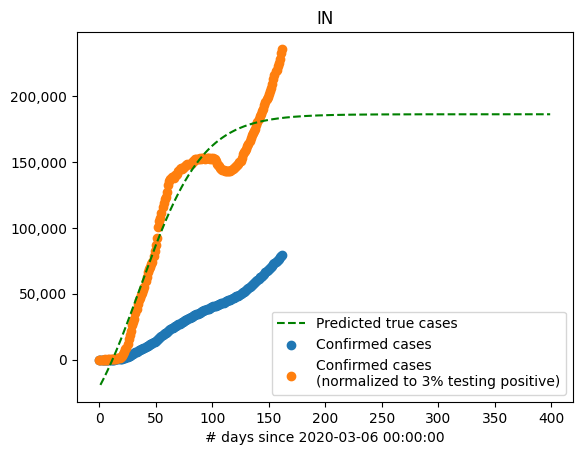 IN
200,000
150,000
100,000
50,000
0
Predicted true cases
Confirmed cases
Confirmed cases
(normalized to 3% testing positive)
0 50 100 150 200 250 300 350 400
# days since 2020-03-06 00:00:00